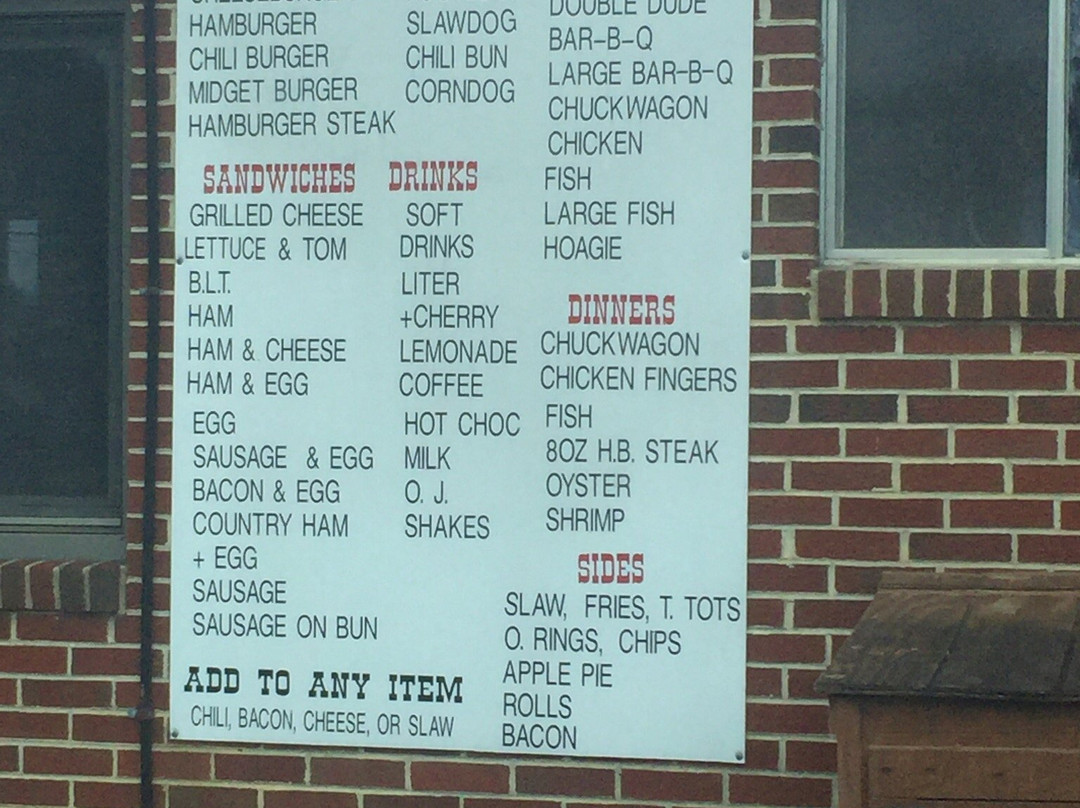 HAMBURGER
CHILI BURGER
MIDGET BURGER
HAMBURGER STEAK
SANDWICHES
GRILLED CHEESE
LETTUCE & TOM
B.L.T.
HAM
HAM & CHEESE
HAM & EGG
EGG
SAUSAGE & EGG
BACON & EGG
COUNTRY HAM
+ EGG
SAUSAGE
SAUSAGE ON BUN
ADD TO ANY ITEM
CHILI, BACON, CHEESE, OR SLAW
SLAWDOG
CHILI BUN
CORNDOG
DRINKS
SOFT
DRINKS
LITER
+CHERRY
LEMONADE
COFFEE
HOT CHOC
MILK
O. J.
SHAKES
DOUBLE DUDE
BAR-B-Q
LARGE BAR-B-Q
CHUCKWAGON
CHICKEN
FISH
LARGE FISH
HOAGIE
DINNERS
CHUCKWAGON
CHICKEN FINGERS
FISH
8OZ H.B. STEAK
OYSTER
SHRIMP
SIDES
SLAW, FRIES, T. TOTS
O. RINGS, CHIPS
APPLE PIE
ROLLS
BACON